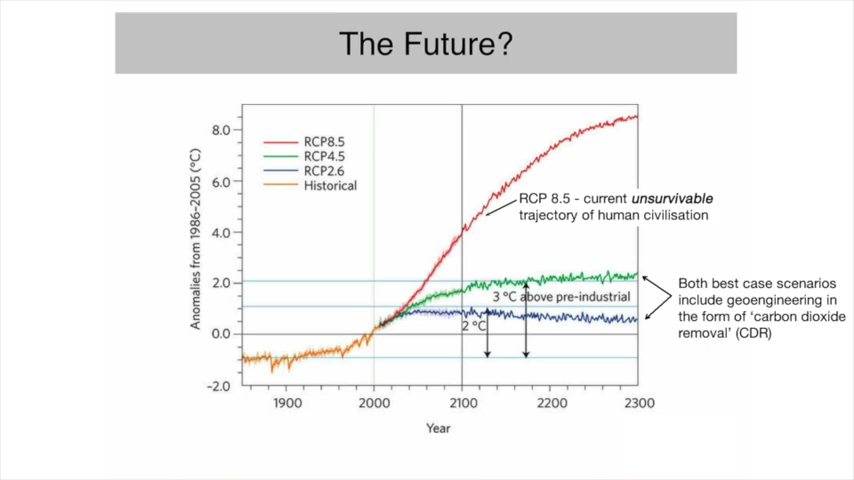 The Future?
Anomalies from 1986–2005 (°C)
8.0
6.0
4.0
2.0
0.0
-2.0
RCP8.5
RCP4.5
RCP2.6
Historical
RCP 8.5 - current unsurvivable
trajectory of human civilisation
3 ºC above pre-industrial
2 ºC
Both best case scenarios
include geoengineering in
the form of ‘carbon dioxide
removal’ (CDR)
1900
2000
2100
2200
2300
Year